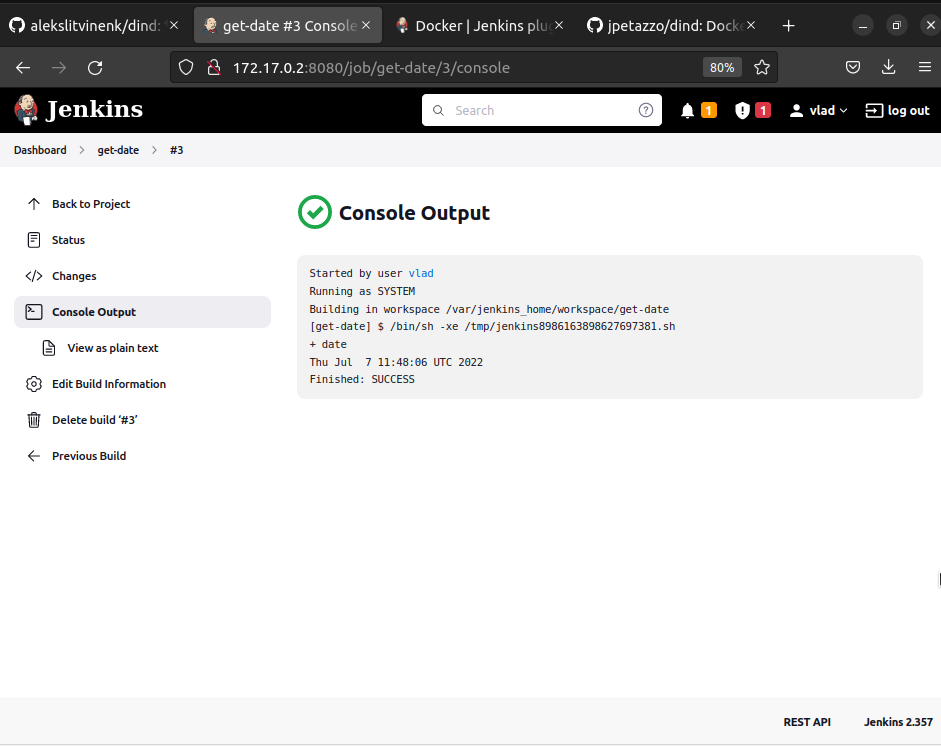 alekslitvinenk/dind:
get-date #3 Console
Docker | Jenkins plu
jpetazzo/dind: Docke
172.17.0.2:8080/job/get-date/3/console
80%
Jenkins
Search
1
1
vlad
log out
Dashboard
get-date
#3
Back to Project
Status
Changes
Console Output
View as plain text
Edit Build Information
Delete build ‘#3’
Previous Build
Console Output
Started by user vlad
Running as SYSTEM
Building in workspace /var/jenkins_home/workspace/get-date
[get-date] $ /bin/sh -xe /tmp/jenkins8986163898627697381.sh
+ date
Thu Jul  7 11:48:06 UTC 2022
Finished: SUCCESS
REST API
Jenkins 2.357